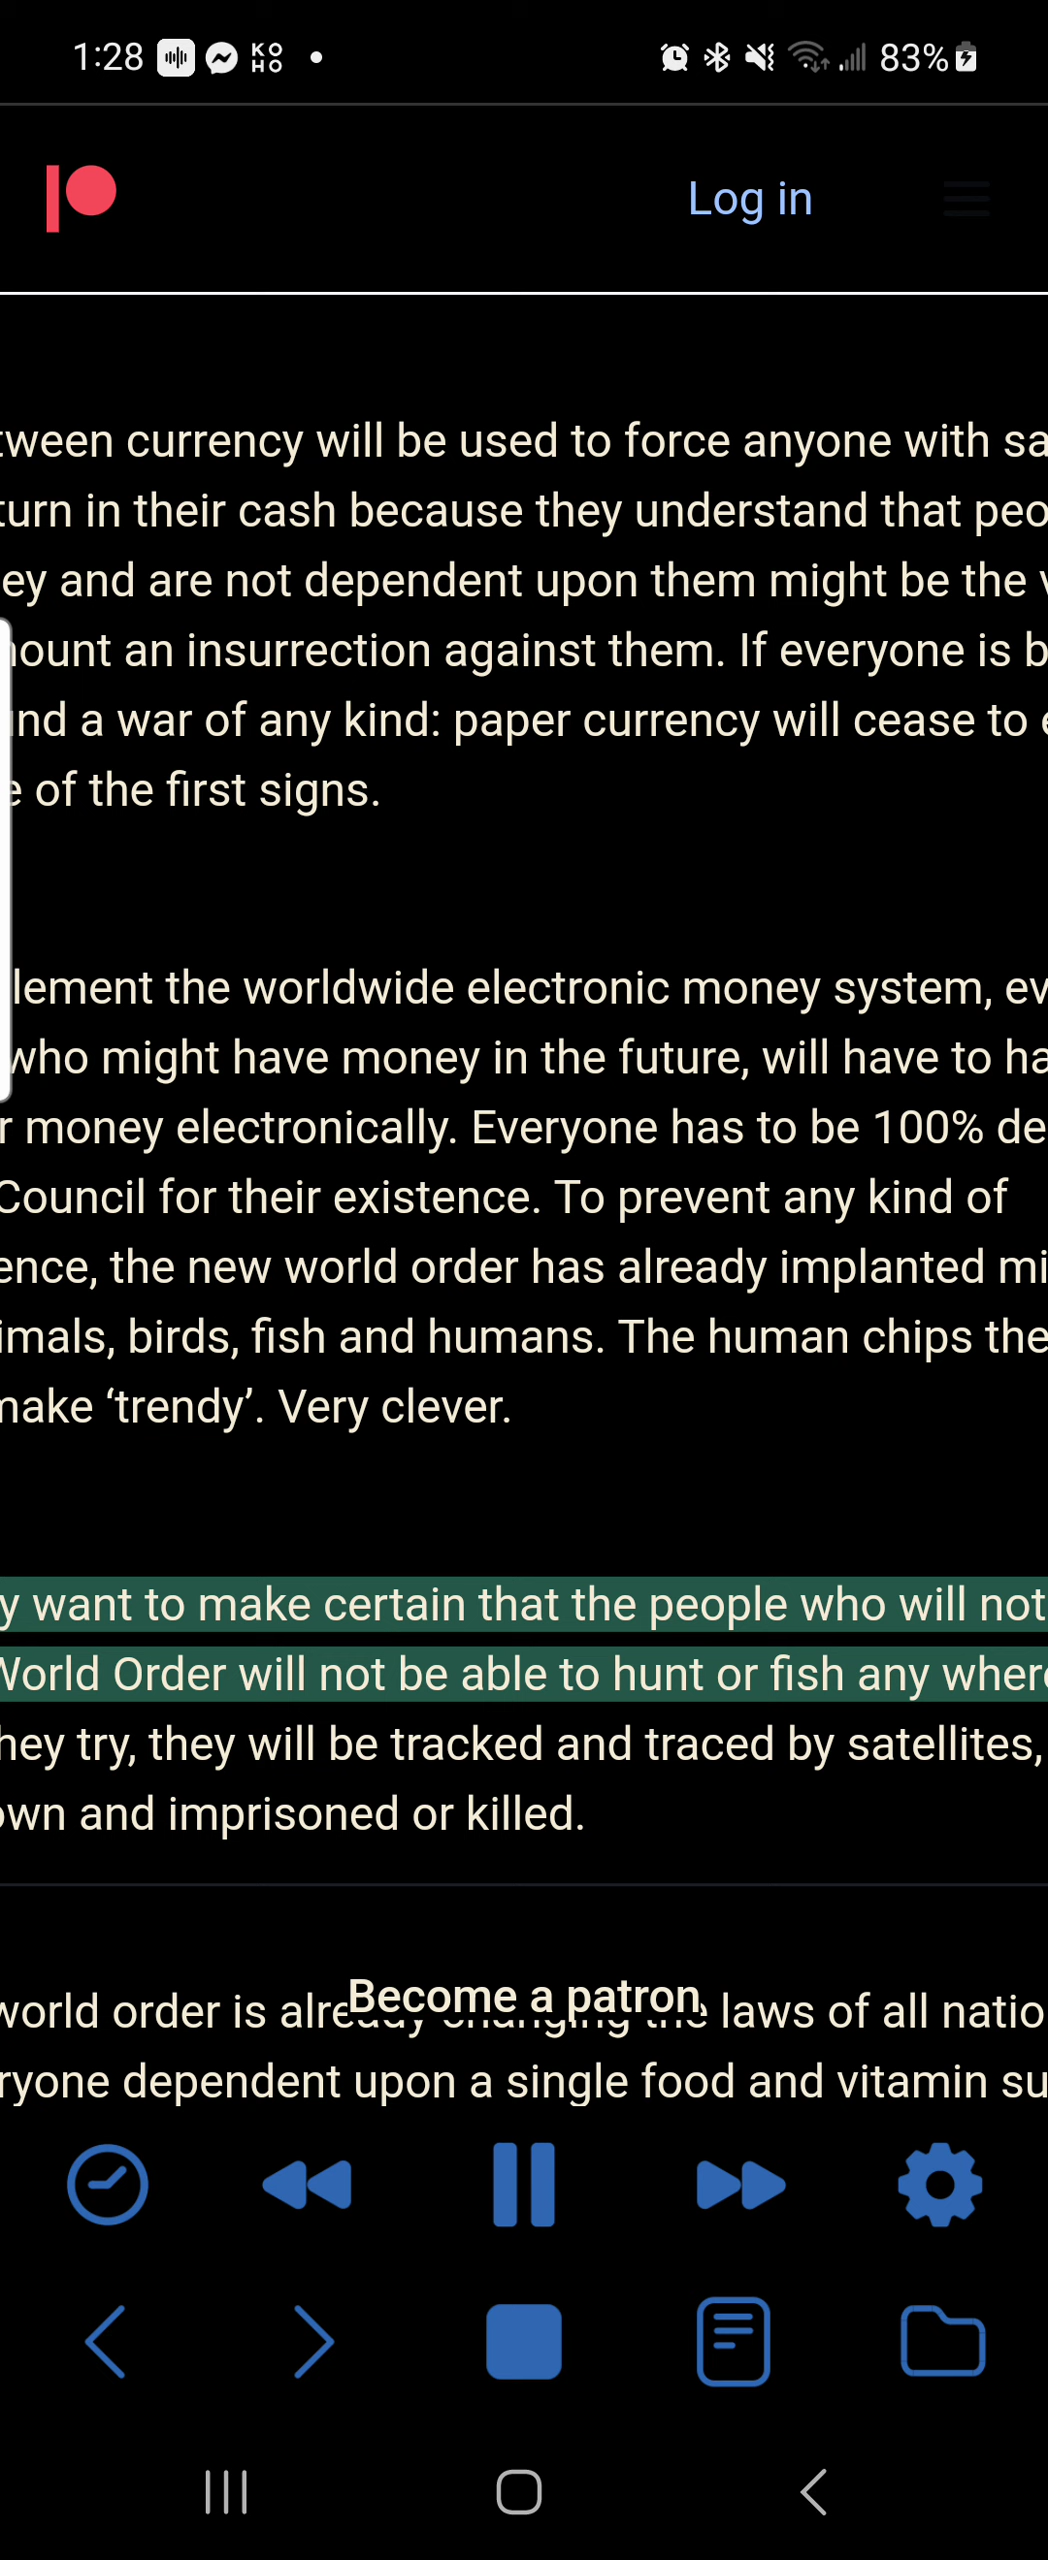 1:28 KOHO 83%
Log in
tween currency will be used to force anyone with sa
turn in their cash because they understand that peo
ey and are not dependent upon them might be the v
nount an insurrection against them. If everyone is b
und a war of any kind: paper currency will cease to e
e of the first signs.
lement the worldwide electronic money system, ev
who might have money in the future, will have to ha
r money electronically. Everyone has to be 100% de
Council for their existence. To prevent any kind of
ence, the new world order has already implanted mi
imals, birds, fish and humans. The human chips the
make ‘trendy’. Very clever.
y want to make certain that the people who will not
World Order will not be able to hunt or fish any where
hey try, they will be tracked and traced by satellites,
own and imprisoned or killed.
Become a patron
world order is already changing the laws of all natio
ryone dependent upon a single food and vitamin su